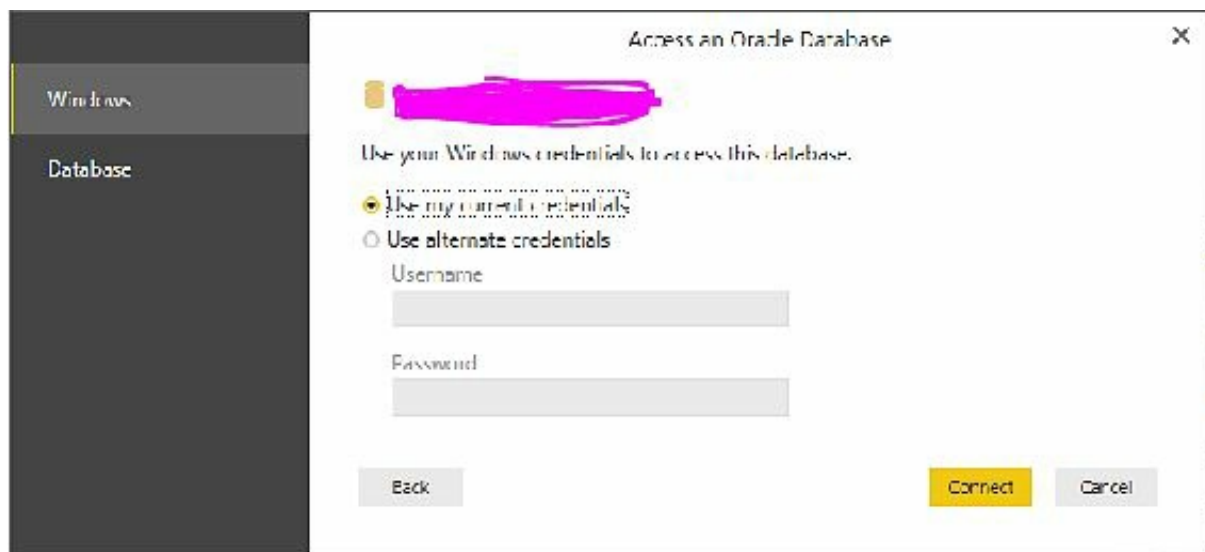 Access an Oracle Database
Windows
Database
Use your Windows credentials to access this database.
Use my current credentials
Use alternate credentials
Username
Password
Back
Connect
Cancel